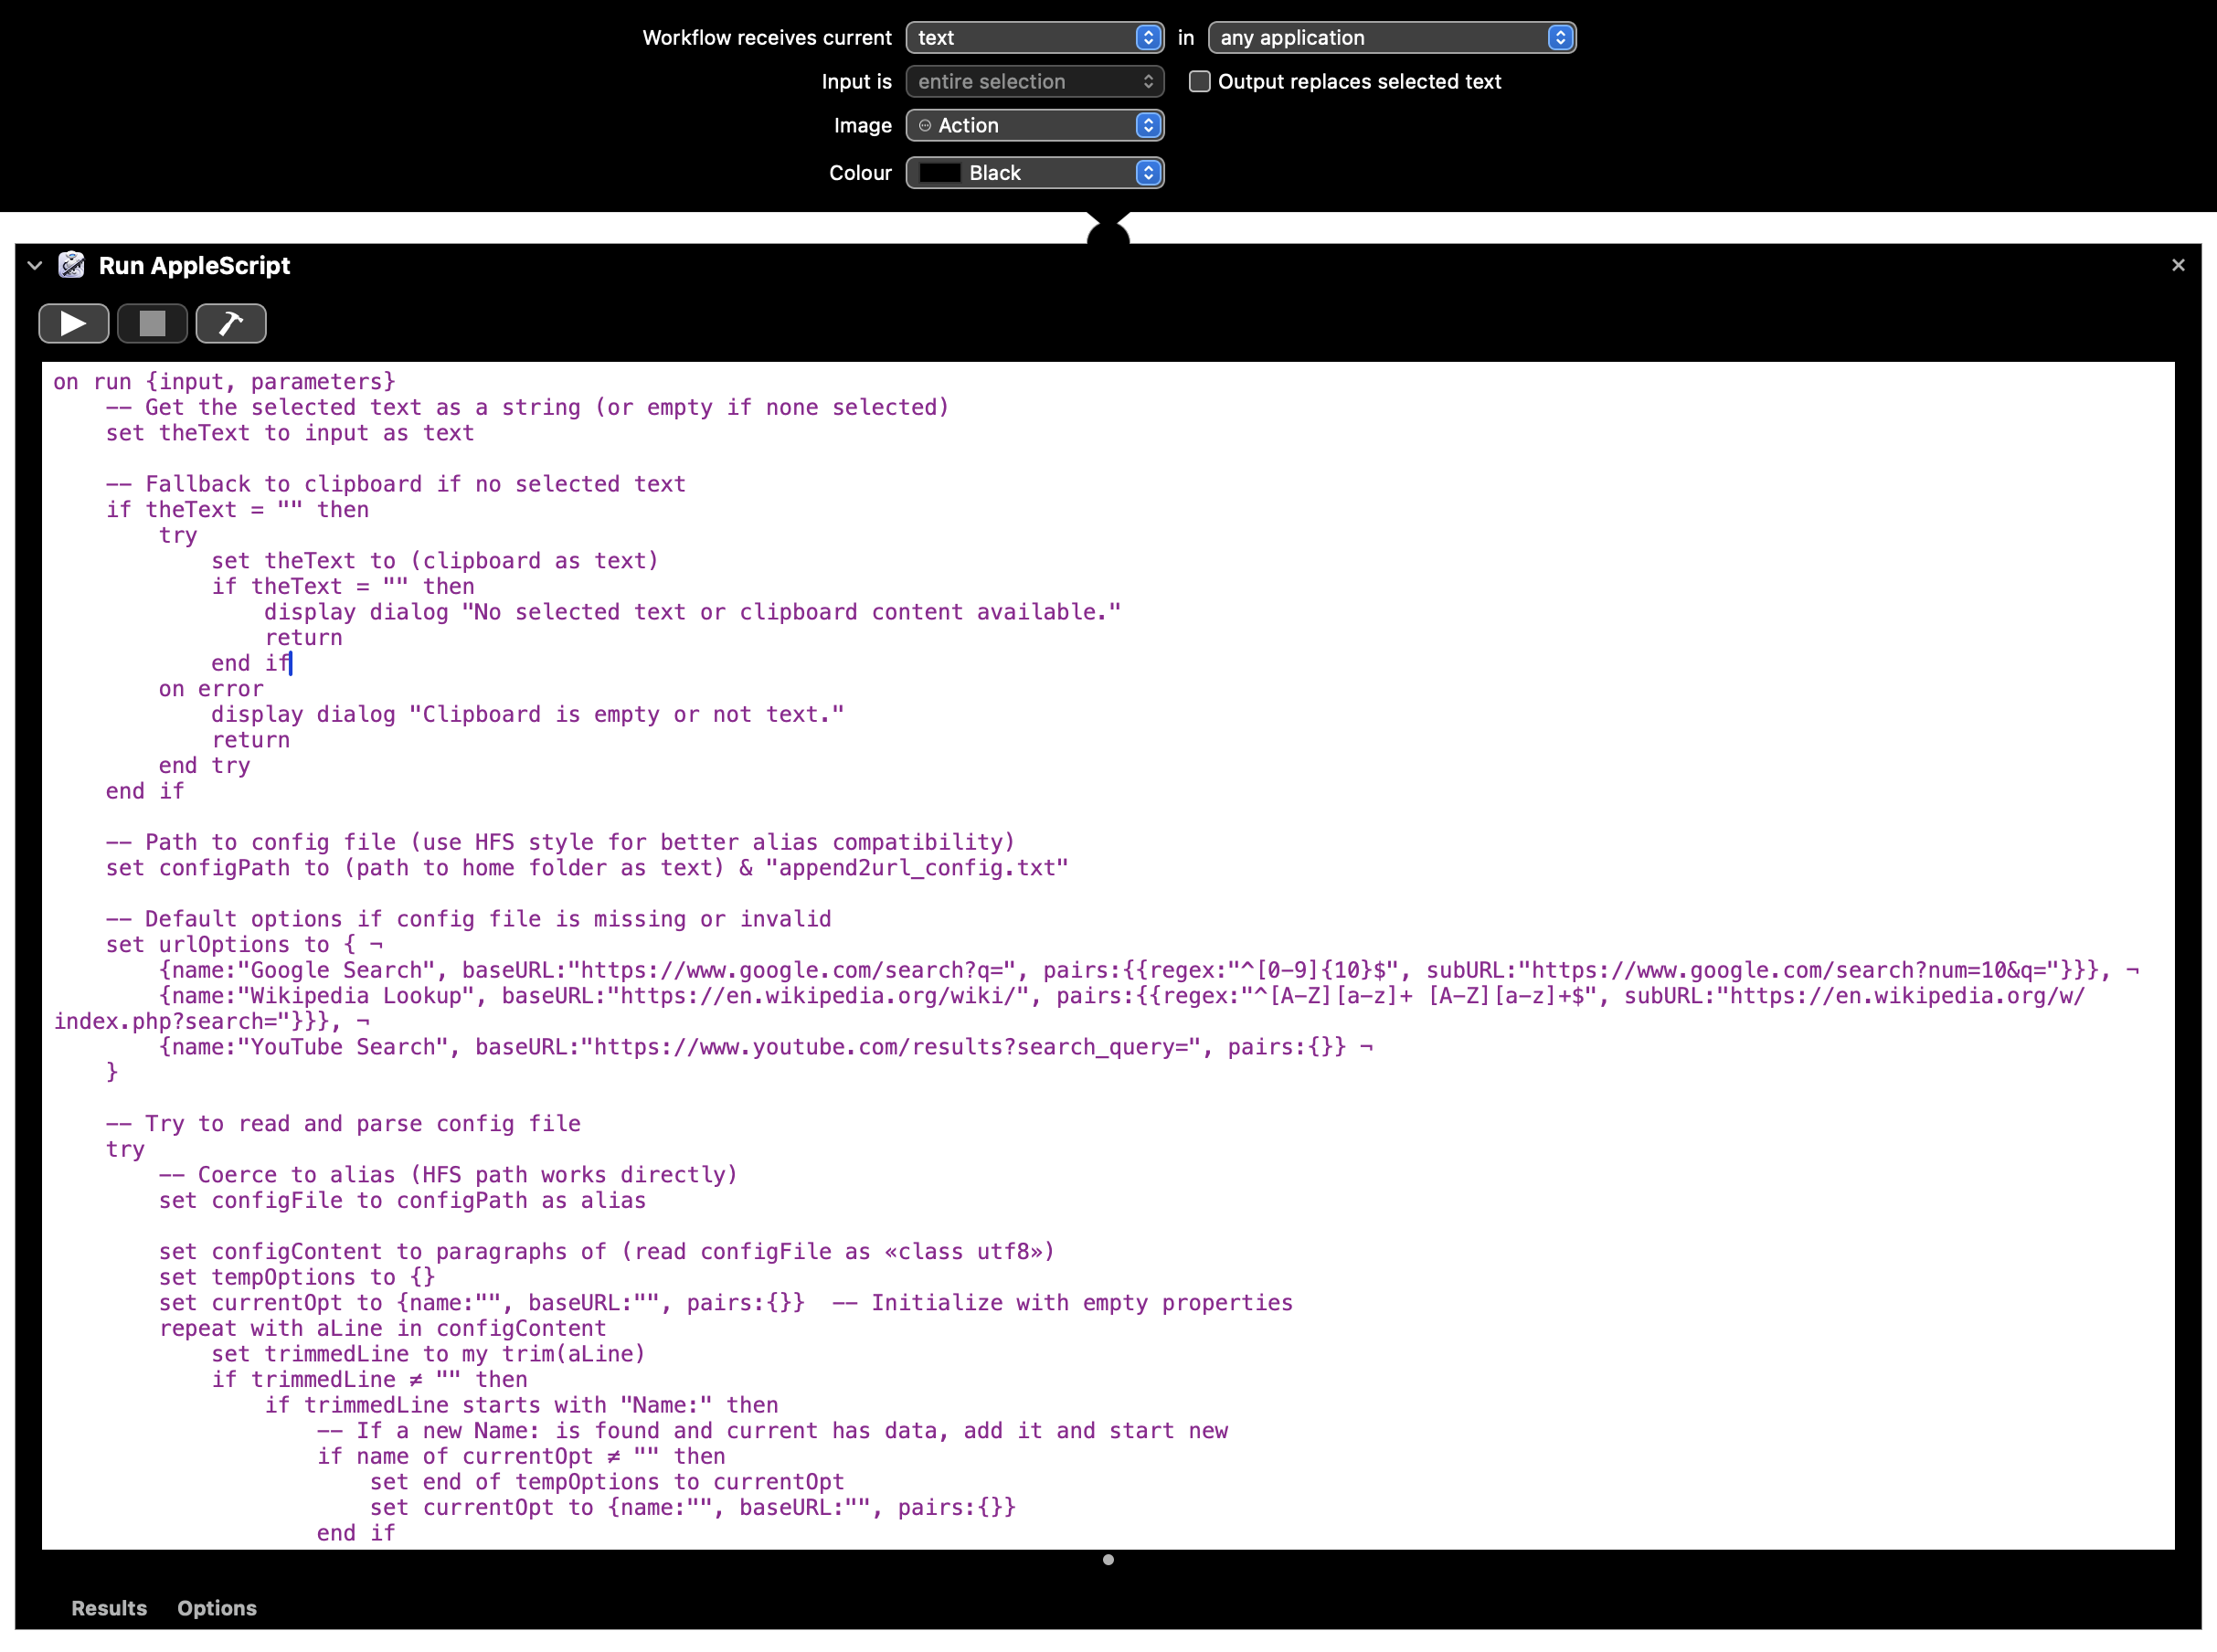 Workflow receives current text in any application
Input is entire selection Output replaces selected text
Image Action
Colour Black
Run AppleScript
on run {input, parameters}
    -- Get the selected text as a string (or empty if none selected)
    set theText to input as text

    -- Fallback to clipboard if no selected text
    if theText = "" then
        try
            set theText to (clipboard as text)
            if theText = "" then
                display dialog "No selected text or clipboard content available."
                return
            end if
        on error
            display dialog "Clipboard is empty or not text."
            return
        end try
    end if

    -- Path to config file (use HFS style for better alias compatibility)
    set configPath to (path to home folder as text) & "append2url_config.txt"

    -- Default options if config file is missing or invalid
    set urlOptions to { ¬
        {name:"Google Search", baseURL:"https://www.google.com/search?q=", pairs:{{regex:"^[0-9]{10}$", subURL:"https://www.google.com/search?num=10&q="}}}, ¬
        {name:"Wikipedia Lookup", baseURL:"https://en.wikipedia.org/wiki/", pairs:{{regex:"^[A-Z][a-z]+ [A-Z][a-z]+$", subURL:"https://en.wikipedia.org/w/
index.php?search="}}}, ¬
        {name:"YouTube Search", baseURL:"https://www.youtube.com/results?search_query=", pairs:{}} ¬
    }

    -- Try to read and parse config file
    try
        -- Coerce to alias (HFS path works directly)
        set configFile to configPath as alias

        set configContent to paragraphs of (read configFile as «class utf8»)
        set tempOptions to {}
        set currentOpt to {name:"", baseURL:"", pairs:{}}  -- Initialize with empty properties
        repeat with aLine in configContent
            set trimmedLine to my trim(aLine)
            if trimmedLine ≠ "" then
                if trimmedLine starts with "Name:" then
                    -- If a new Name: is found and current has data, add it and start new
                    if name of currentOpt ≠ "" then
                        set end of tempOptions to currentOpt
                        set currentOpt to {name:"", baseURL:"", pairs:{}}
                    end if
Results Options